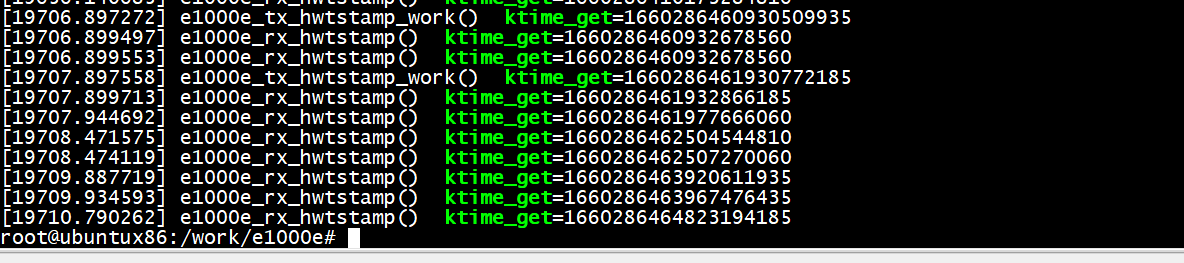 [19706.897272] e1000e_tx_hwtstamp_work() ktime_get=1660286460930509935
[19706.899497] e1000e_rx_hwtstamp() ktime_get=1660286460932678560
[19706.899553] e1000e_rx_hwtstamp() ktime_get=1660286460932678560
[19707.897558] e1000e_tx_hwtstamp_work() ktime_get=1660286461930772185
[19707.899713] e1000e_rx_hwtstamp() ktime_get=1660286461932866185
[19707.944692] e1000e_rx_hwtstamp() ktime_get=1660286461977666060
[19708.471575] e1000e_rx_hwtstamp() ktime_get=1660286462504544810
[19708.474119] e1000e_rx_hwtstamp() ktime_get=1660286462507270060
[19709.887719] e1000e_rx_hwtstamp() ktime_get=1660286463920611935
[19709.934593] e1000e_rx_hwtstamp() ktime_get=1660286463967476435
[19710.790262] e1000e_rx_hwtstamp() ktime_get=1660286464823194185
root@ubuntux86:/work/e1000e#